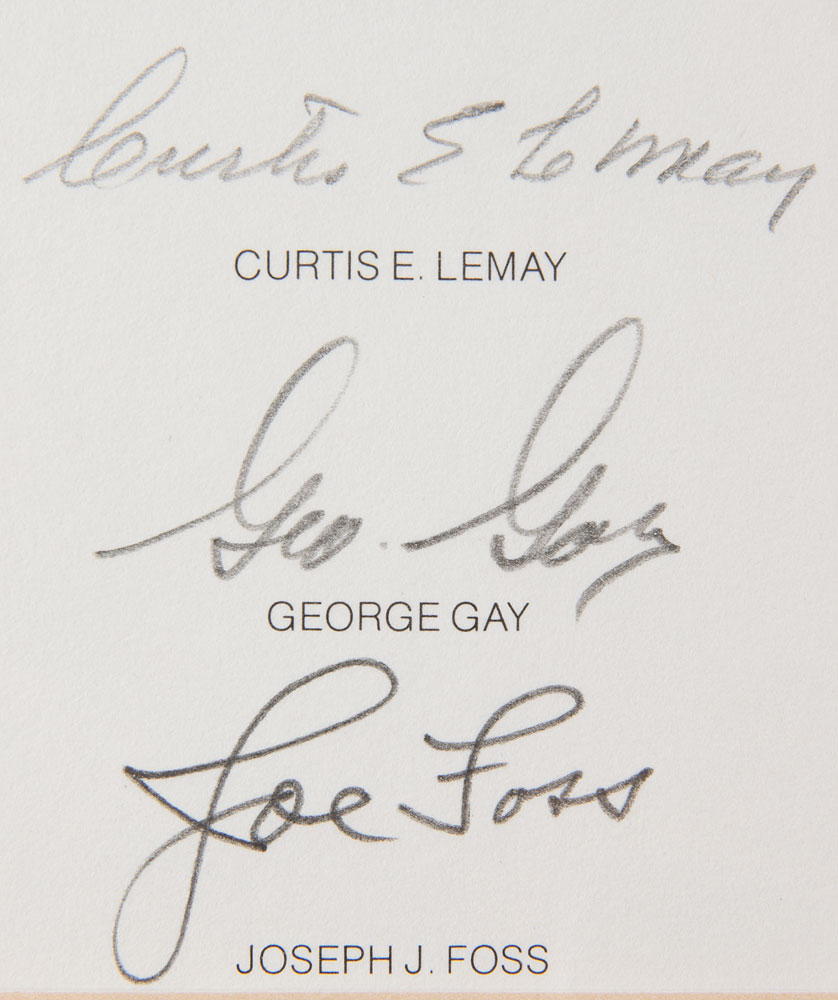 Curtis E LeMay
CURTIS E. LEMAY
Geo. Gay
GEORGE GAY
Joe Foss
JOSEPH J. FOSS